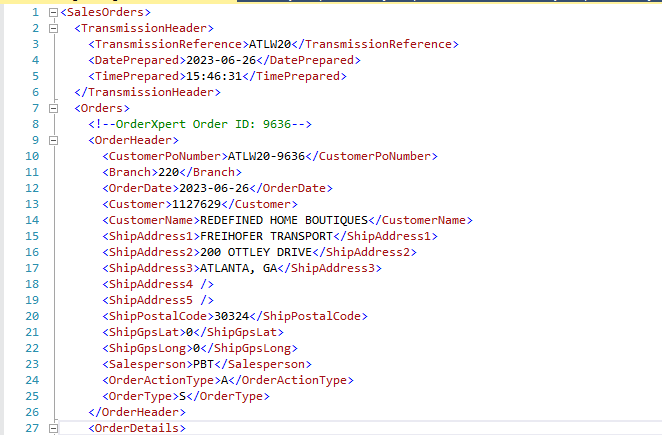 1 <SalesOrders>
2 <TransmissionHeader>
3 <TransmissionReference>ATLW20</TransmissionReference>
4 <DatePrepared>2023-06-26</DatePrepared>
5 <TimePrepared>15:46:31</TimePrepared>
6 </TransmissionHeader>
7 <Orders>
8 <!--OrderXpert Order ID: 9636-->
9 <OrderHeader>
10 <CustomerPoNumber>ATLW20-9636</CustomerPoNumber>
11 <Branch>220</Branch>
12 <OrderDate>2023-06-26</OrderDate>
13 <Customer>1127629</Customer>
14 <CustomerName>REDEFINED HOME BOUTIQUES</CustomerName>
15 <ShipAddress1>FREIHOFER TRANSPORT</ShipAddress1>
16 <ShipAddress2>200 OTTLEY DRIVE</ShipAddress2>
17 <ShipAddress3>ATLANTA, GA</ShipAddress3>
18 <ShipAddress4 />
19 <ShipAddress5 />
20 <ShipPostalCode>30324</ShipPostalCode>
21 <ShipGpsLat>0</ShipGpsLat>
22 <ShipGpsLong>0</ShipGpsLong>
23 <Salesperson>PBT</Salesperson>
24 <OrderActionType>A</OrderActionType>
25 <OrderType>S</OrderType>
26 </OrderHeader>
27 <OrderDetails>